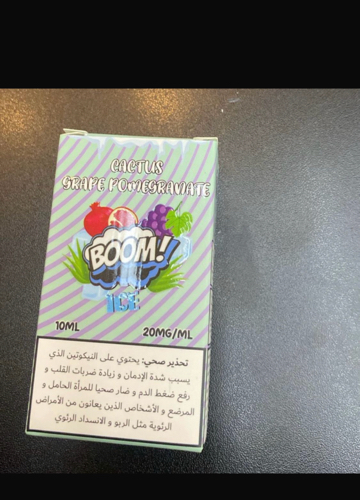 CACTUS
GRAPE POMEGRANATE
BOOM!
ICE
10ML 20MG/ML
تحذير صحي: يحتوي على النيكوتين الذي
يسبب شدة الإدمان و زيادة ضربات القلب و
رفع ضغط الدم و ضار صحيا للمرأة الحامل و
المرضع و الأشخاص الذين يعانون من الأمراض
الرئوية مثل الربو و الانسداد الرئوي